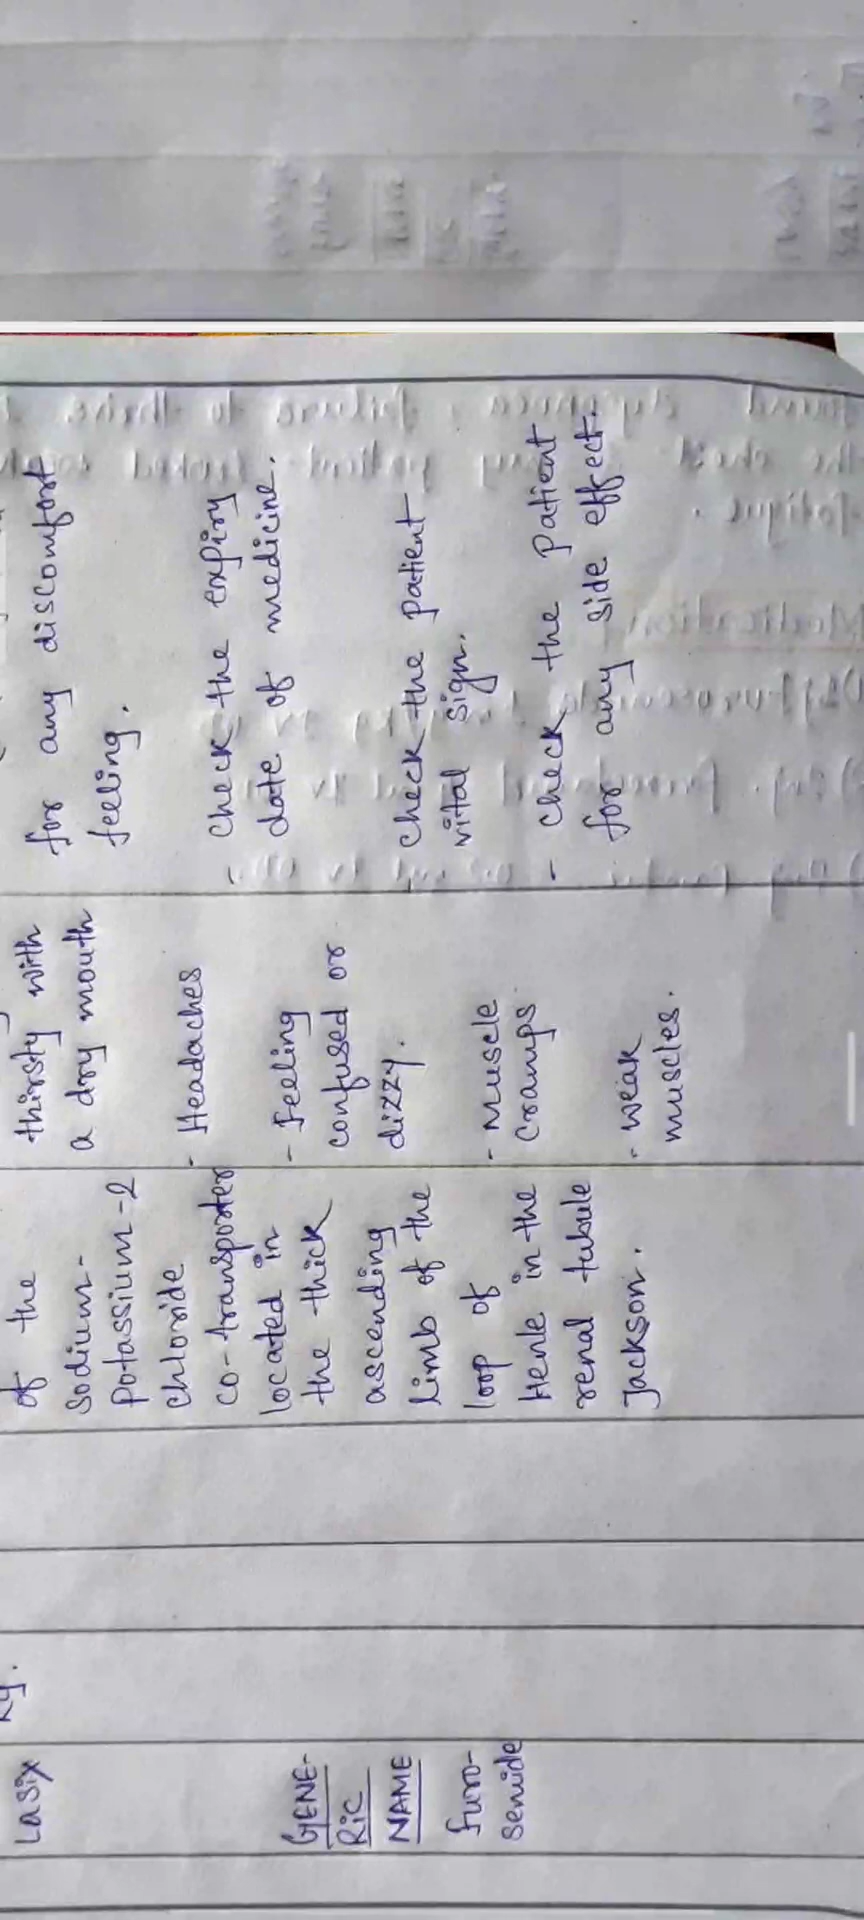 Lasix
GENE-
RIC
NAME
furo-
semide
ky.
of the
Sodium-
Potassium-2
chloride
co-transporter
located in
the thick
ascending
limb of the
loop of
Henle in the
renal tubule
Jackson.
thirsty with
a dry mouth
- Headaches
- Feeling
confused or
dizzy.
- Muscle
cramps
- weak
muscles.
for any discomfort
feeling.
- Check the expiry
date of medicine.
check the patient
vital sign.
- check the patient
for any side effect.